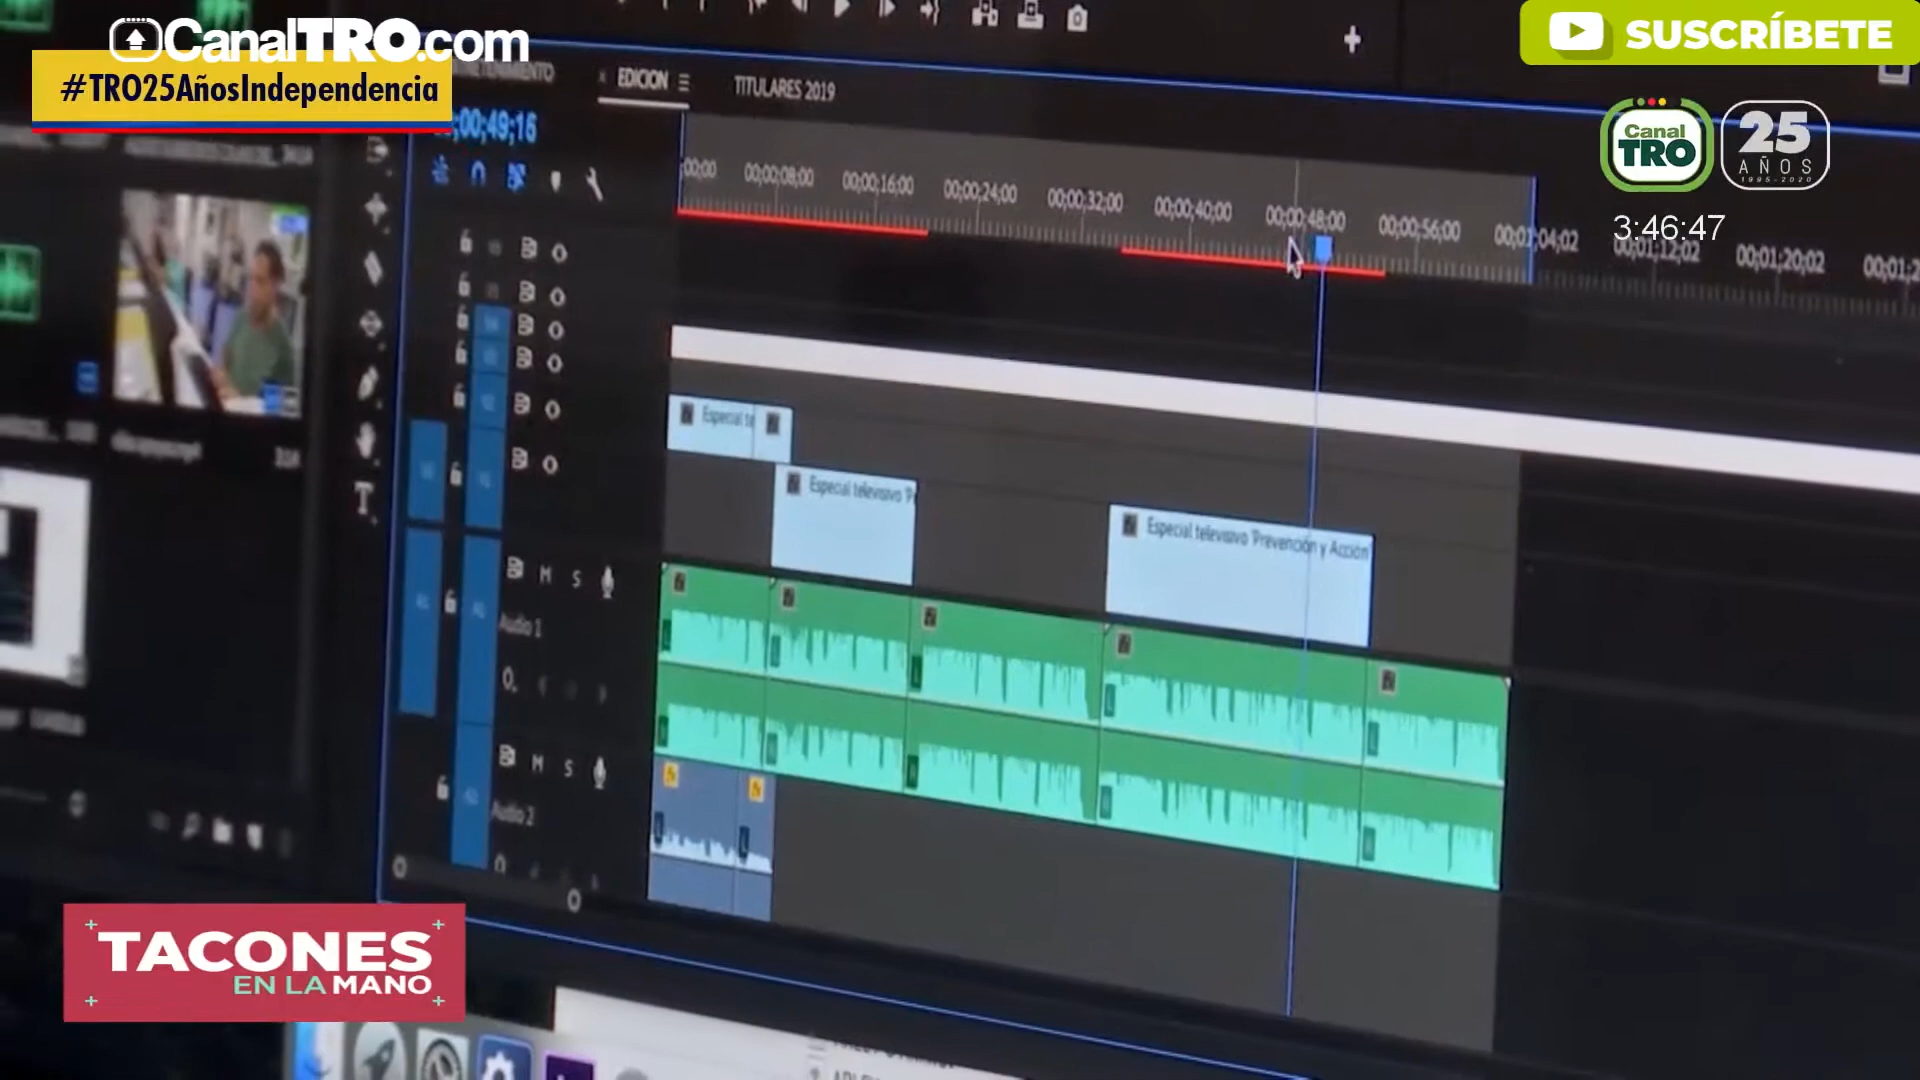 CanalTRO.com
#TRO25AñosIndependencia
SUSCRÍBETE
Canal
TRO
25
AÑOS
1995-2020
3:46:47
EDICION
TITULARES 2019
;00;49;16
;00;00
00;00;08;00
00;00;16;00
00;00;24;00
00;00;32;00
00;00;40;00
00;00;48;00
00;00;56;00
00;01;04;02
00;01;12;02
00;01;20;02
00;01;2
Especial te
Especial televisivo 'P
Especial televisivo 'Prevención y Acción'
M S
Audio 1
M S
Audio 2
TACONES
EN LA MANO